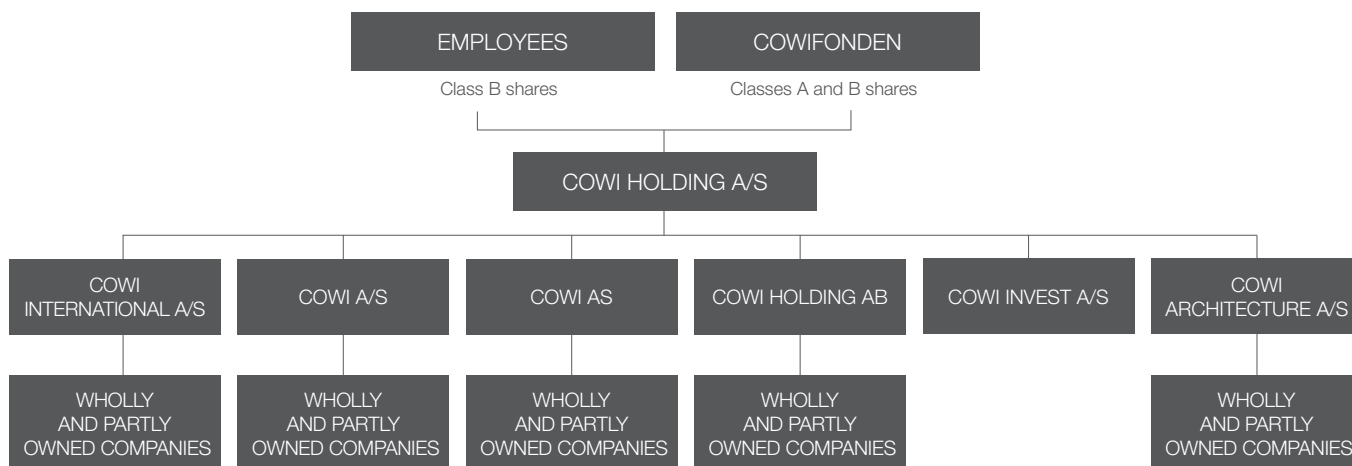 EMPLOYEES
COWIFONDEN
Class B shares
Classes A and B shares
COWI HOLDING A/S
COWI
INTERNATIONAL A/S
COWI A/S
COWI AS
COWI HOLDING AB
COWI INVEST A/S
COWI
ARCHITECTURE A/S
WHOLLY
AND PARTLY
OWNED COMPANIES
WHOLLY
AND PARTLY
OWNED COMPANIES
WHOLLY
AND PARTLY
OWNED COMPANIES
WHOLLY
AND PARTLY
OWNED COMPANIES
WHOLLY
AND PARTLY
OWNED COMPANIES